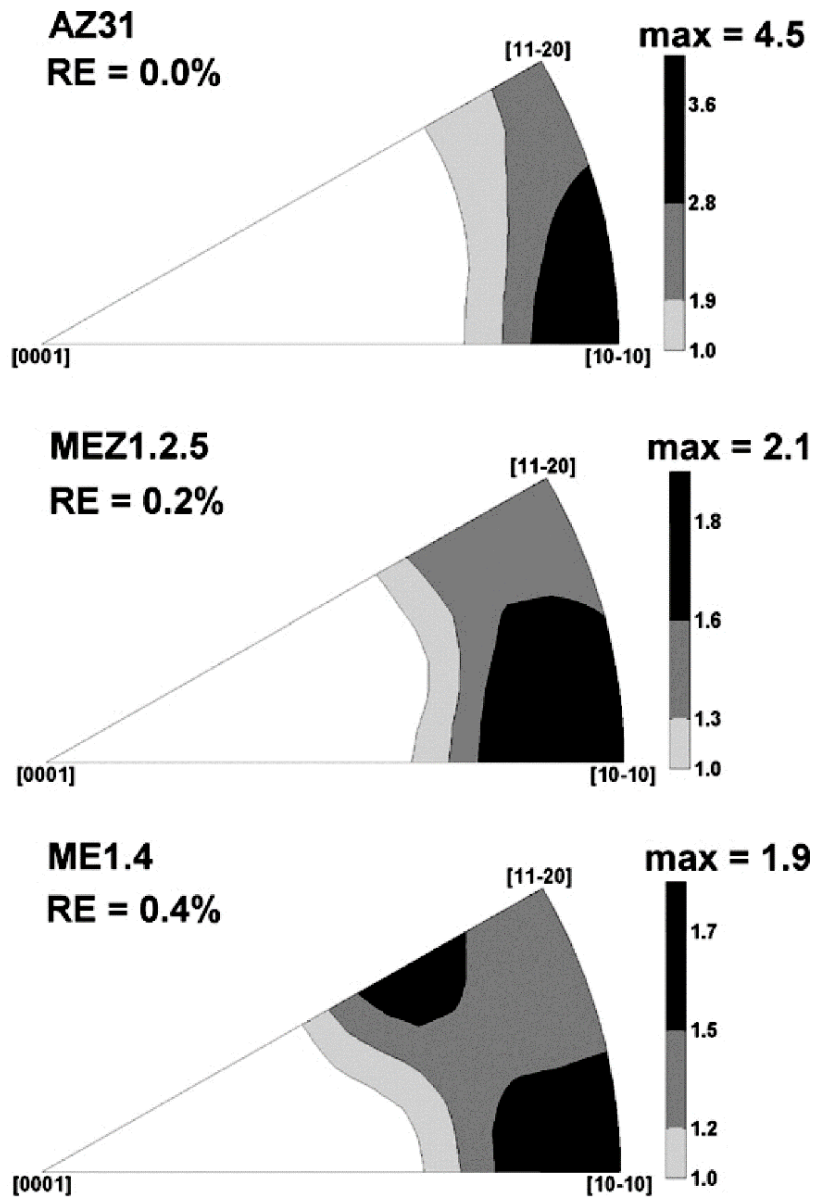 AZ31
RE = 0.0%
[11-20]
max = 4.5
3.6
2.8
1.9
1.0
[0001]
[10-10]
MEZ1.2.5
RE = 0.2%
[11-20]
max = 2.1
1.8
1.6
1.3
1.0
[0001]
[10-10]
ME1.4
RE = 0.4%
[11-20]
max = 1.9
1.7
1.5
1.2
1.0
[0001]
[10-10]